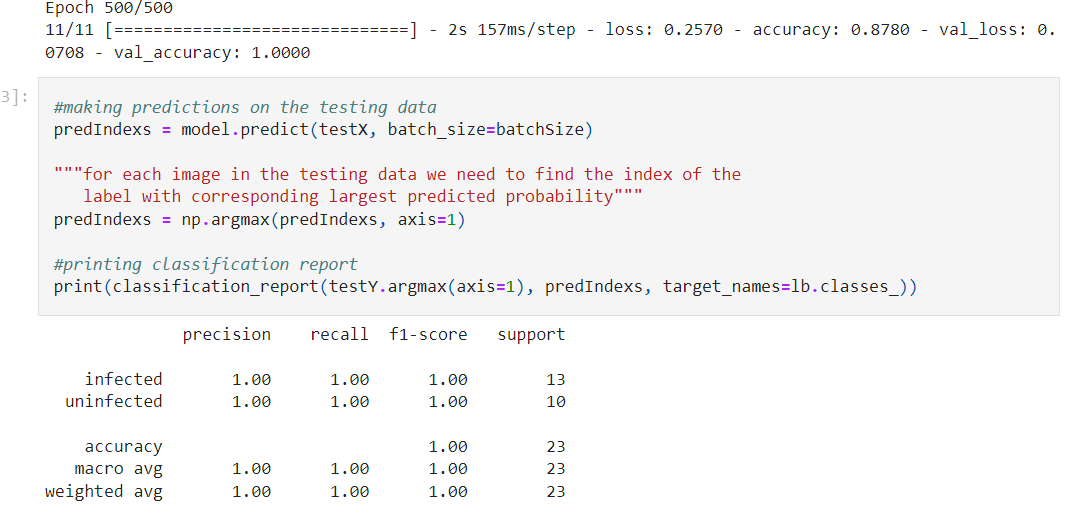 Epoch 500/500
11/11 [==============================] - 2s 157ms/step - loss: 0.2570 - accuracy: 0.8780 - val_loss: 0.
0708 - val_accuracy: 1.0000
3]:
#making predictions on the testing data
predIndexs = model.predict(testX, batch_size=batchSize)
"""for each image in the testing data we need to find the index of the
label with corresponding largest predicted probability"""
predIndexs = np.argmax(predIndexs, axis=1)
#printing classification report
print(classification_report(testY.argmax(axis=1), predIndexs, target_names=lb.classes_))
precision recall f1-score support
infected 1.00 1.00 1.00 13
uninfected 1.00 1.00 1.00 10
accuracy 1.00 23
macro avg 1.00 1.00 1.00 23
weighted avg 1.00 1.00 1.00 23